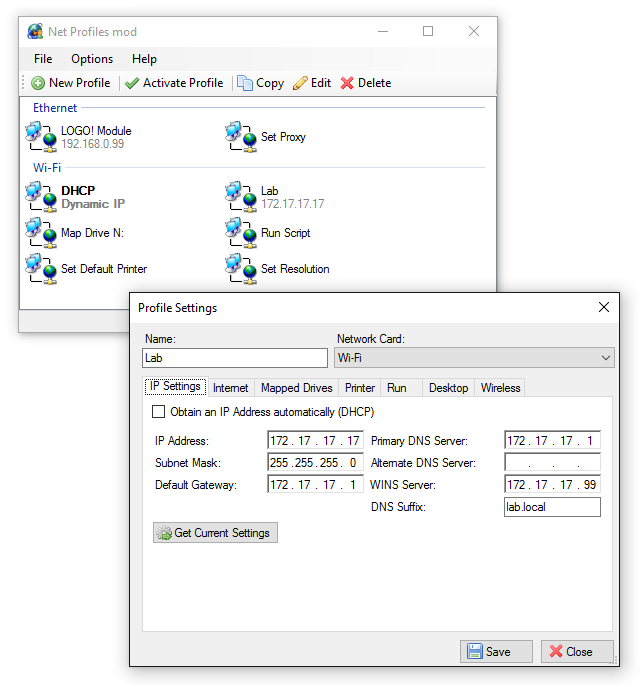 Net Profiles mod
File Options Help
New Profile Activate Profile Copy Edit Delete
Ethernet
LOGO! Module
192.168.0.99
Set Proxy
Wi-Fi
DHCP
Dynamic IP
Lab
172.17.17.17
Map Drive N:
Run Script
Set Default Printer
Set Resolution
Profile Settings
Name: Network Card:
Lab Wi-Fi
IP Settings Internet Mapped Drives Printer Run Desktop Wireless
Obtain an IP Address automatically (DHCP)
IP Address: 172 . 17 . 17 . 17 Primary DNS Server: 172 . 17 . 17 . 1
Subnet Mask: 255 . 255 . 255 . 0 Alternate DNS Server: . . .
Default Gateway: 172 . 17 . 17 . 1 WINS Server: 172 . 17 . 17 . 99
DNS Suffix: lab.local
Get Current Settings
Save Close